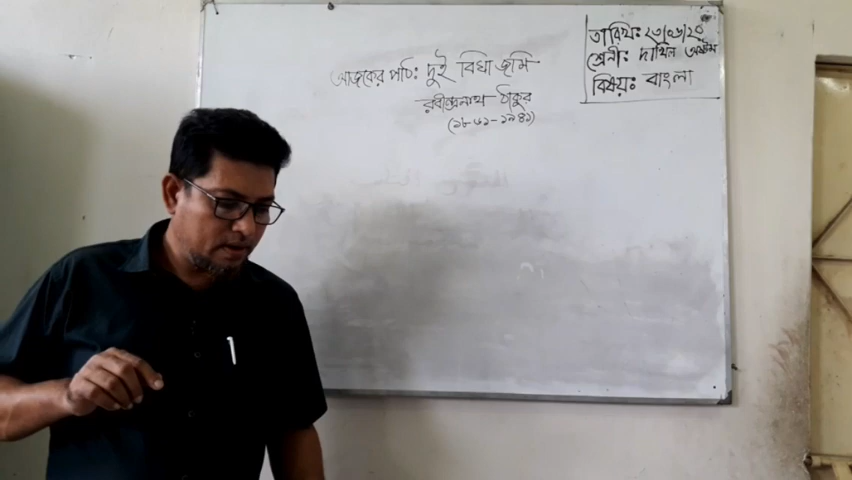 আজকের পাঠ: দুই বিঘা জমি
রবীন্দ্রনাথ ঠাকুর
(১৮৬১-১৯৪১)
তারিখঃ
শ্রেনীঃ দাখিল অষ্টম
বিষয়ঃ বাংলা